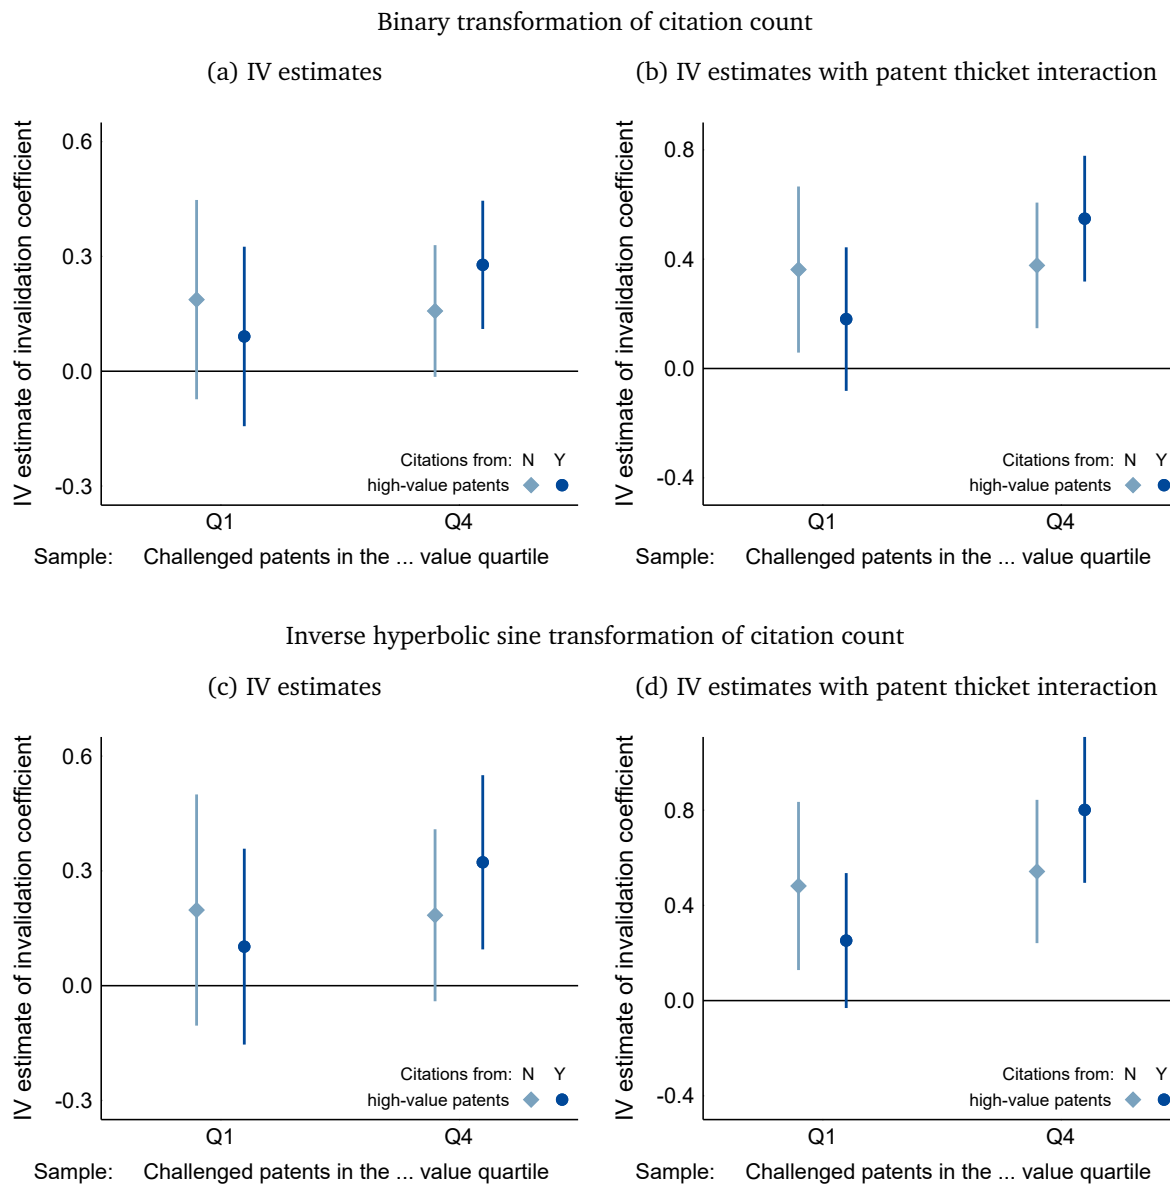 Binary transformation of citation count
(a) IV estimates
IV estimate of invalidation coefficient
0.6
0.3
0.0
-0.3
Citations from: N Y
high-value patents
Q1 Q4
Sample: Challenged patents in the ... value quartile
(b) IV estimates with patent thicket interaction
IV estimate of invalidation coefficient
0.8
0.4
0.0
-0.4
Citations from: N Y
high-value patents
Q1 Q4
Sample: Challenged patents in the ... value quartile
Inverse hyperbolic sine transformation of citation count
(c) IV estimates
IV estimate of invalidation coefficient
0.6
0.3
0.0
-0.3
Citations from: N Y
high-value patents
Q1 Q4
Sample: Challenged patents in the ... value quartile
(d) IV estimates with patent thicket interaction
IV estimate of invalidation coefficient
0.8
0.4
0.0
-0.4
Citations from: N Y
high-value patents
Q1 Q4
Sample: Challenged patents in the ... value quartile